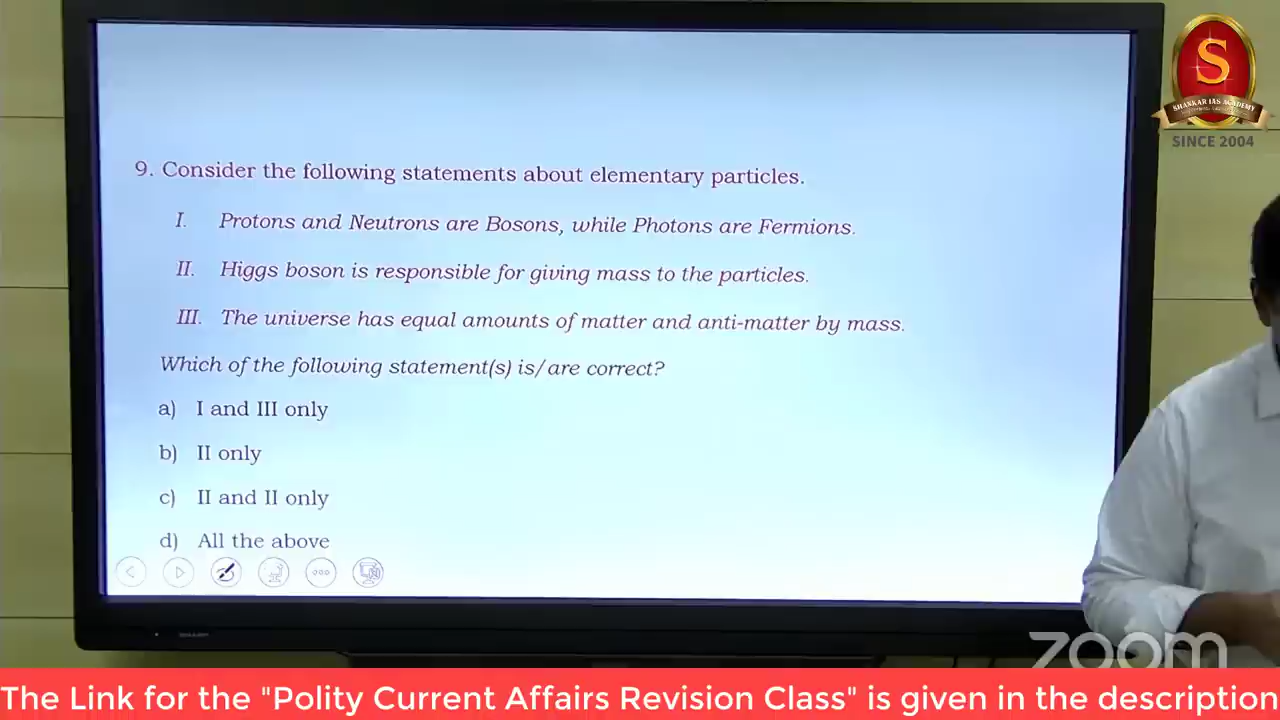 S
SHANKAR IAS ACADEMY
SINCE 2004
9. Consider the following statements about elementary particles.
I. Protons and Neutrons are Bosons, while Photons are Fermions.
II. Higgs boson is responsible for giving mass to the particles.
III. The universe has equal amounts of matter and anti-matter by mass.
Which of the following statement(s) is/are correct?
a) I and III only
b) II only
c) II and II only
d) All the above
zoom
The Link for the "Polity Current Affairs Revision Class" is given in the description